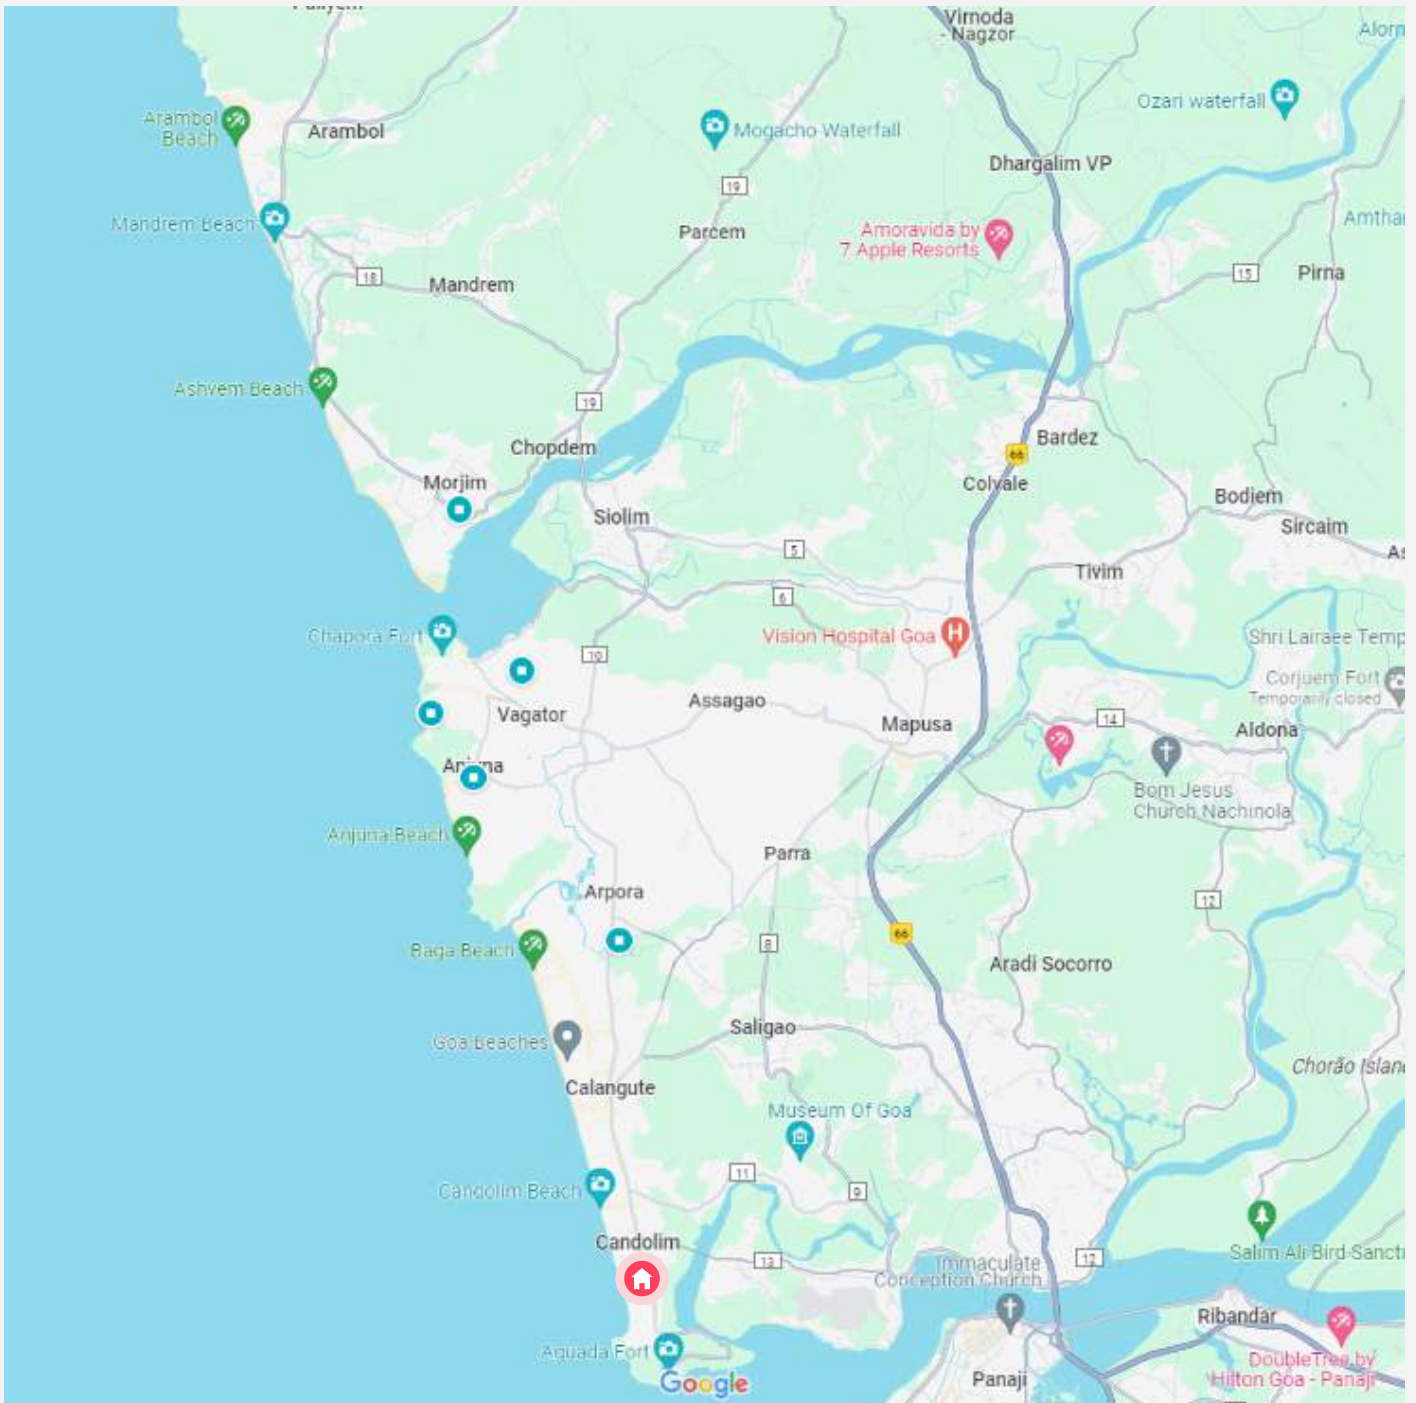 Virnoda
- Nagzor
Alorn
Arambol
Beach
Arambol
Mogacho Waterfall
Ozari waterfall
Dhargalim VP
19
Mandrem Beach
Parcem
Amoravida by
7 Apple Resorts
Amthar
18
Mandrem
15
Pirna
Ashvem Beach
19
Chopdem
Bardez
66
Morjim
Colvale
Bodiem
Siolim
Sircaim
5
As
Tivim
6
Chapora Fort
Vision Hospital Goa
H
Shri Lairaee Temp
10
Corjuem Fort
Temporarily closed
Assagao
Vagator
Mapusa
14
Aldona
Anjuna
Bom Jesus
Church Nachinola
Anjuna Beach
Parra
Arpora
12
66
Baga Beach
8
Aradi Socorro
Saligao
Goa Beaches
Chorão Islan
Calangute
Museum Of Goa
11
Candolim Beach
9
Candolim
13
12
Salim Ali Bird Sanctu
Immaculate
Conception Church
Ribandar
Aguada Fort
Google
Panaji
DoubleTree by
Hilton Goa - Panaji